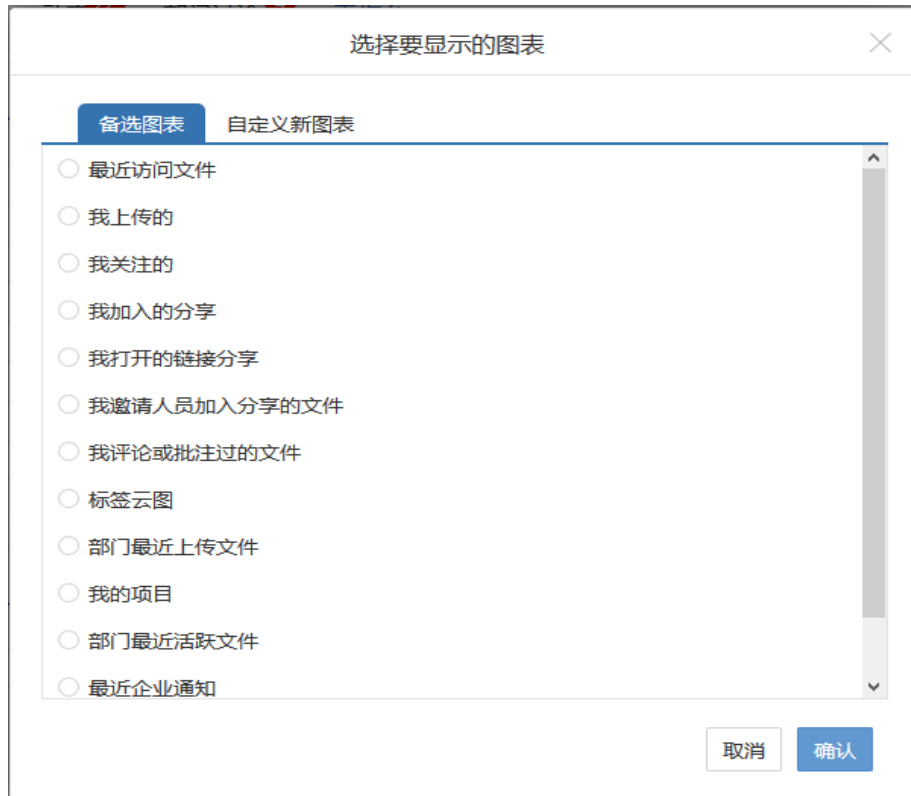 选择要显示的图表
备选图表 自定义新图表
最近访问文件
我上传的
我关注的
我加入的分享
我打开的链接分享
我邀请人员加入分享的文件
我评论或批注过的文件
标签云图
部门最近上传文件
我的项目
部门最近活跃文件
最近企业通知
取消 确认